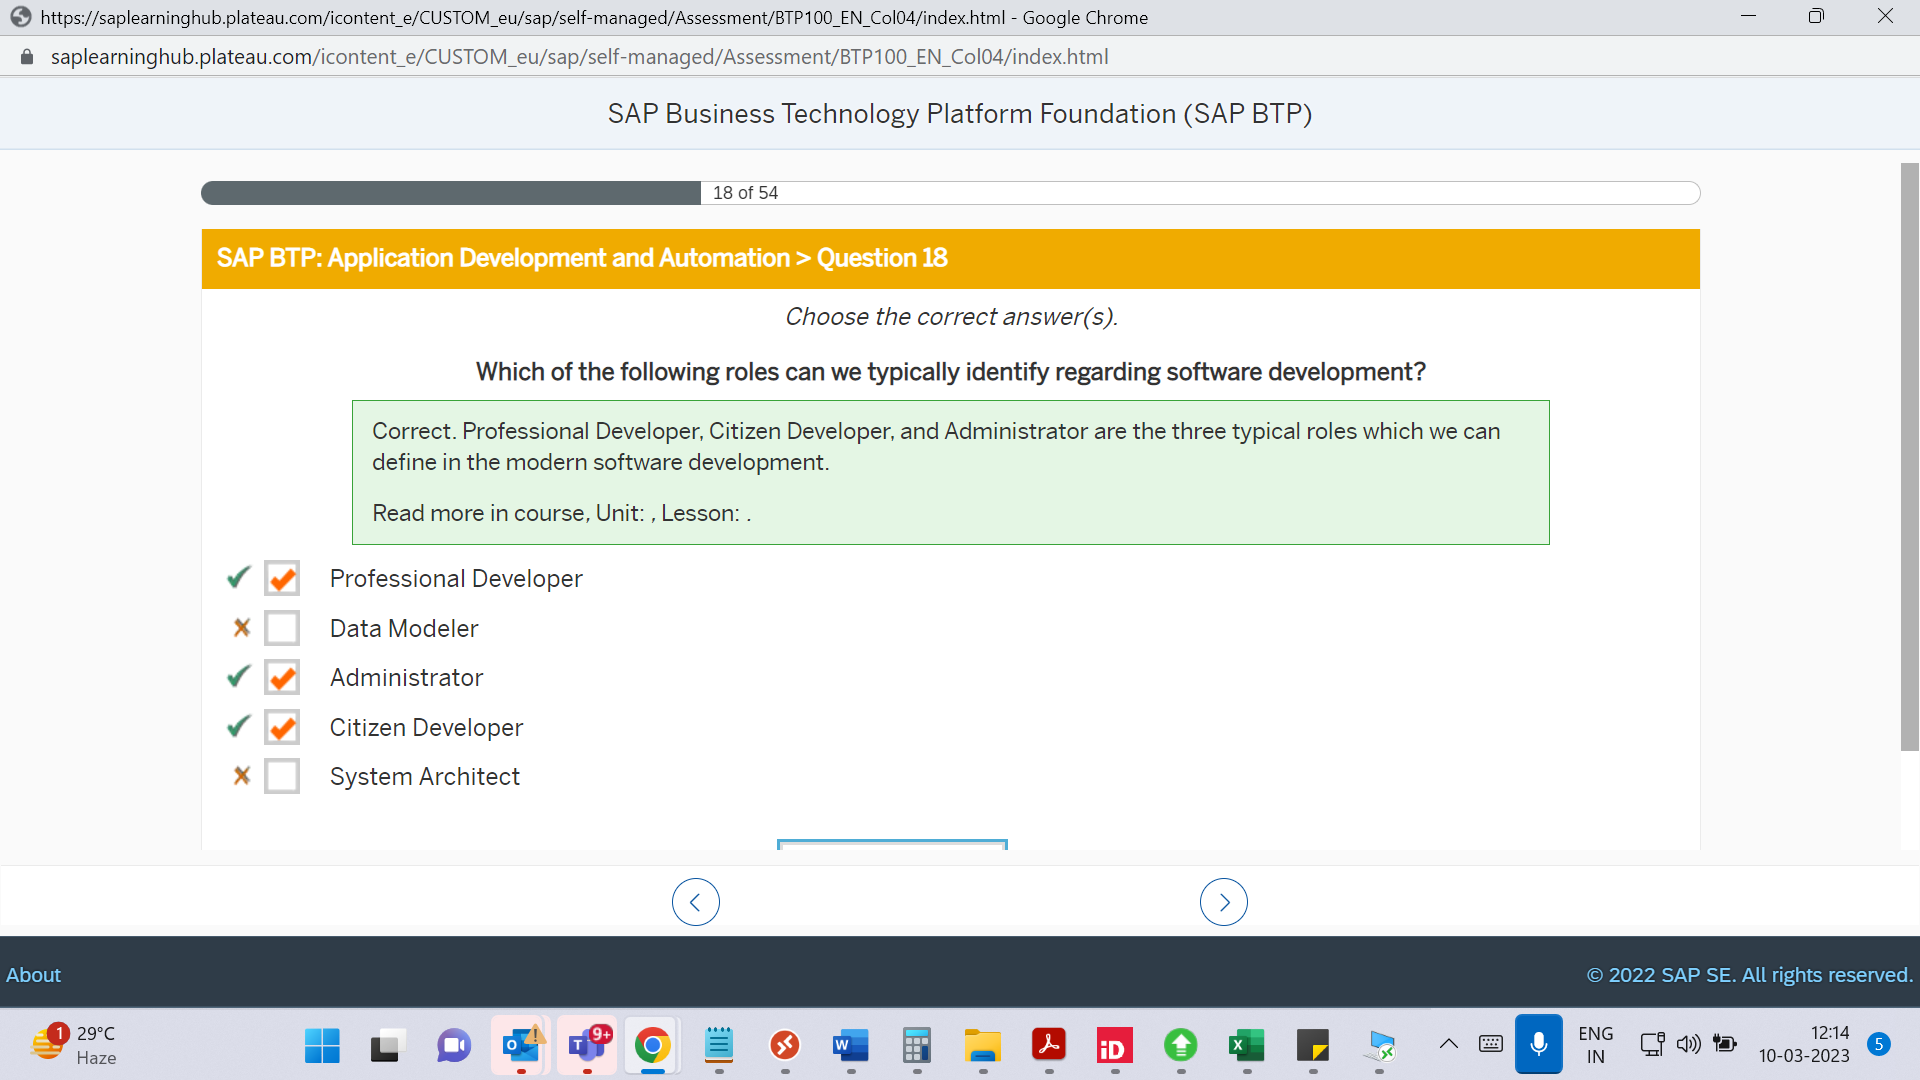 https://saplearninghub.plateau.com/icontent_e/CUSTOM_eu/sap/self-managed/Assessment/BTP100_EN_Col04/index.html - Google Chrome
saplearninghub.plateau.com/icontent_e/CUSTOM_eu/sap/self-managed/Assessment/BTP100_EN_Col04/index.html
SAP Business Technology Platform Foundation (SAP BTP)
18 of 54
SAP BTP: Application Development and Automation > Question 18
Choose the correct answer(s).
Which of the following roles can we typically identify regarding software development?
Correct. Professional Developer, Citizen Developer, and Administrator are the three typical roles which we can
define in the modern software development.
Read more in course, Unit: , Lesson: .
Professional Developer
Data Modeler
Administrator
Citizen Developer
System Architect
About
© 2022 SAP SE. All rights reserved.
1
29°C
Haze
9+
iD
ENG
IN
12:14
10-03-2023
5